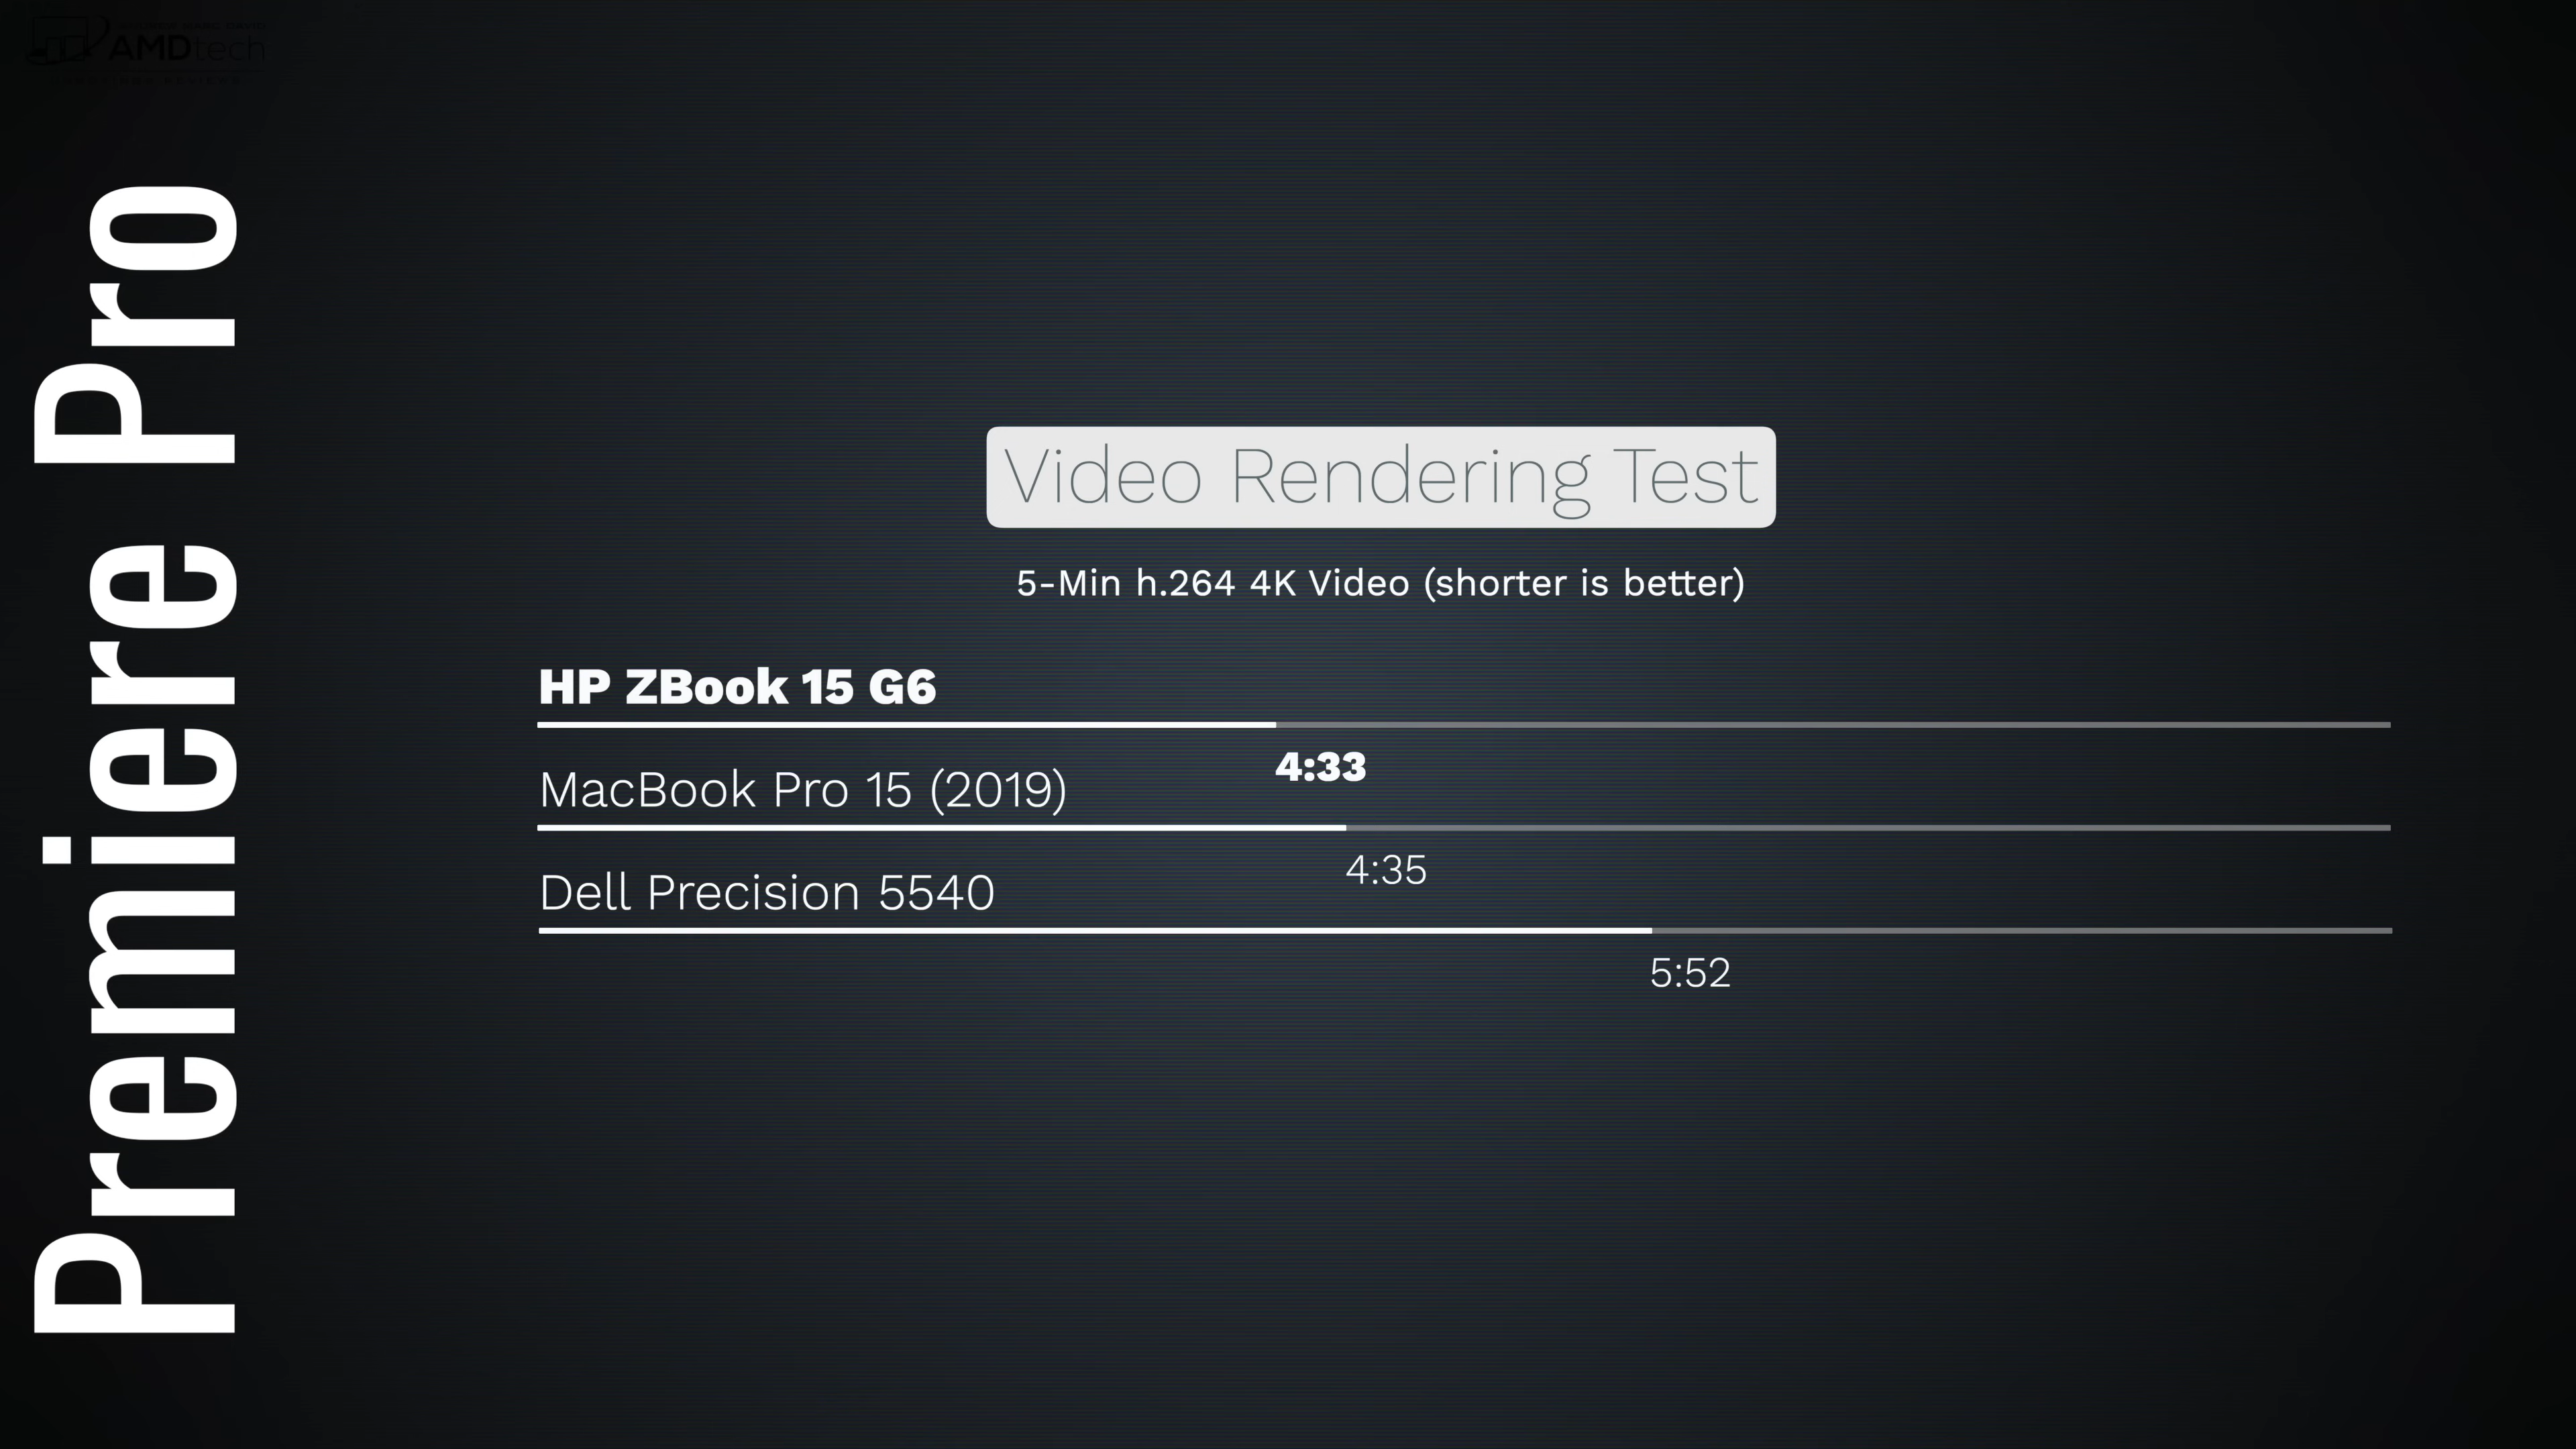 AMDtech
Premiere Pro
Video Rendering Test
5-Min h.264 4K Video (shorter is better)
HP ZBook 15 G6
4:33
MacBook Pro 15 (2019)
4:35
Dell Precision 5540
5:52